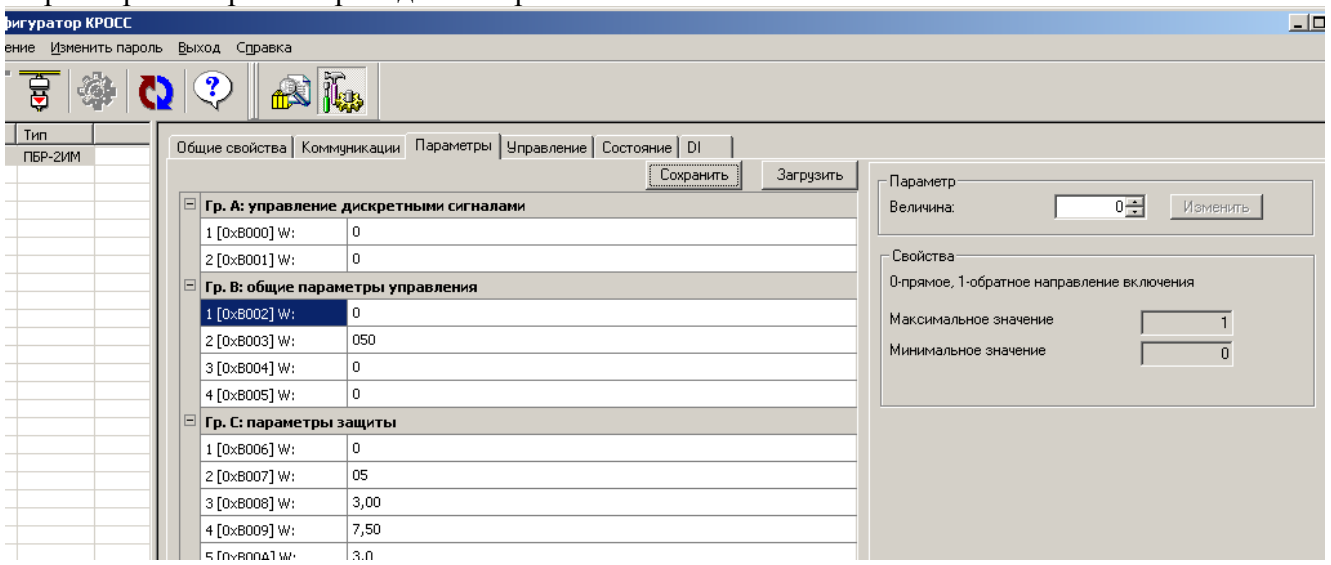 фигуратор КРОСС
ение Изменить пароль Выход Справка
Тип
ПБР-2ИМ
Общие свойства Коммуникации Параметры Управление Состояние DI
Сохранить Загрузить
Гр. А: управление дискретными сигналами
1 [0xB000] W: 0
2 [0xB001] W: 0
Гр. В: общие параметры управления
1 [0xB002] W: 0
2 [0xB003] W: 050
3 [0xB004] W: 0
4 [0xB005] W: 0
Гр. С: параметры защиты
1 [0xB006] W: 0
2 [0xB007] W: 05
3 [0xB008] W: 3,00
4 [0xB009] W: 7,50
5 [0xB00A] W: 3,0
Параметр
Величина: 0 Изменить
Свойства
0-прямое, 1-обратное направление включения
Максимальное значение 1
Минимальное значение 0